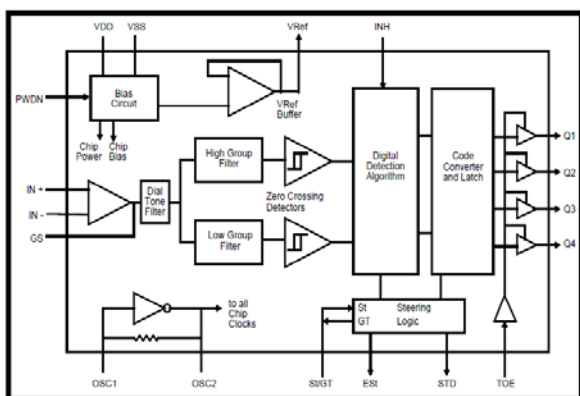 VDD
VSS
VRef
INH
PWDN
Bias
Circuit
VRef
Buffer
Chip
Power
Chip
Bias
High Group
Filter
Digital
Detection
Algorithm
Code
Converter
and Latch
Q1
Q2
Q3
Q4
IN +
IN -
GS
Dial
Tone
Filter
Zero Crossing
Detectors
Low Group
Filter
to all
Chip
Clocks
St
GT
Steering
Logic
OSC1
OSC2
St/GT
ESt
STD
TOE